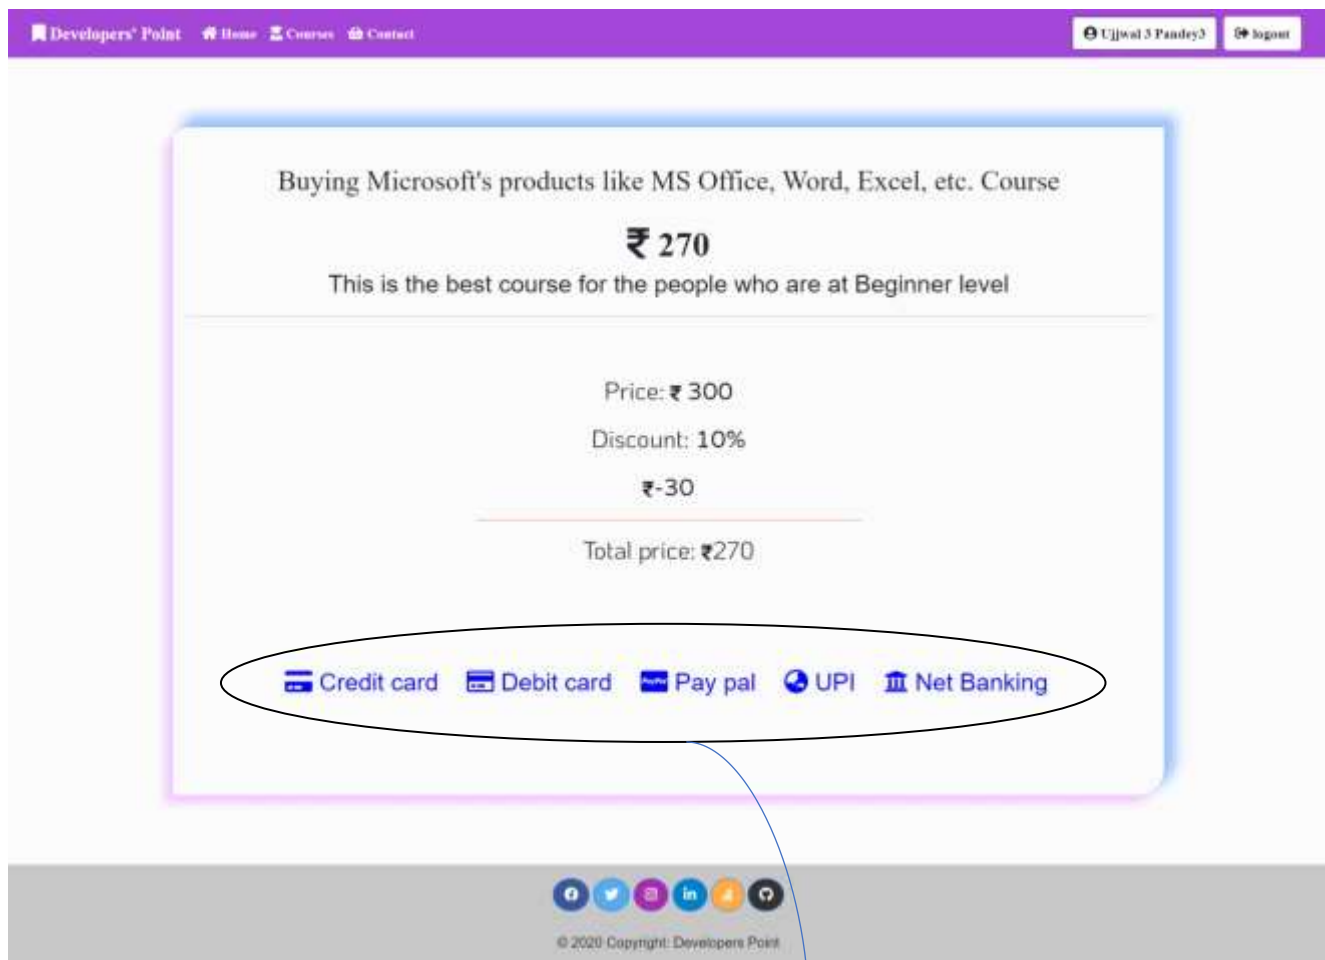 Developers' Point Home Courses Contact Ujjwal 3 Pandey3 logout
Buying Microsoft's products like MS Office, Word, Excel, etc. Course
₹ 270
This is the best course for the people who are at Beginner level
Price: ₹ 300
Discount: 10%
₹-30
Total price: ₹270
Credit card Debit card PayPal Pay pal UPI Net Banking
in
© 2020 Copyright: Developers Point